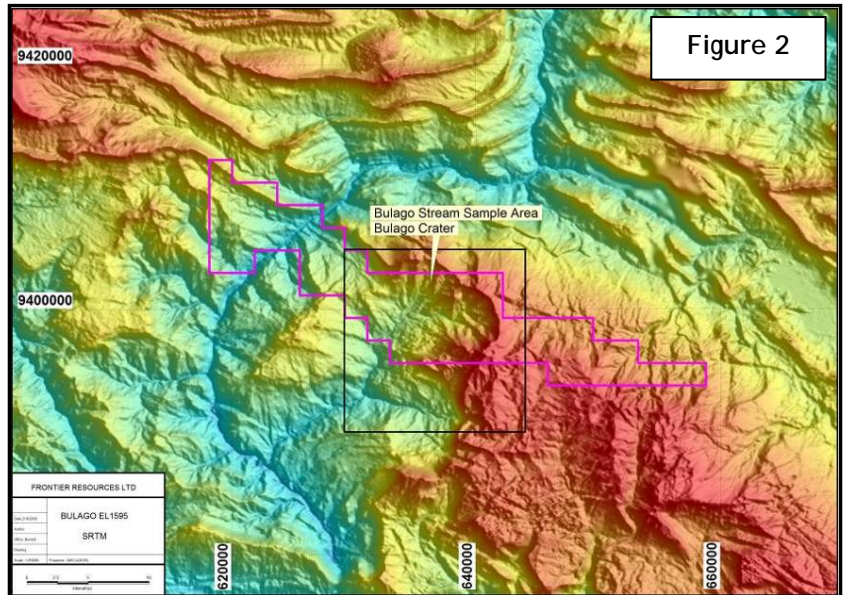 Figure 2
9420000
Bulago Stream Sample Area
Bulago Crater
9400000
FRONTIER RESOURCES LTD
BULAGO EL1595
SRTM
620000
640000
660000